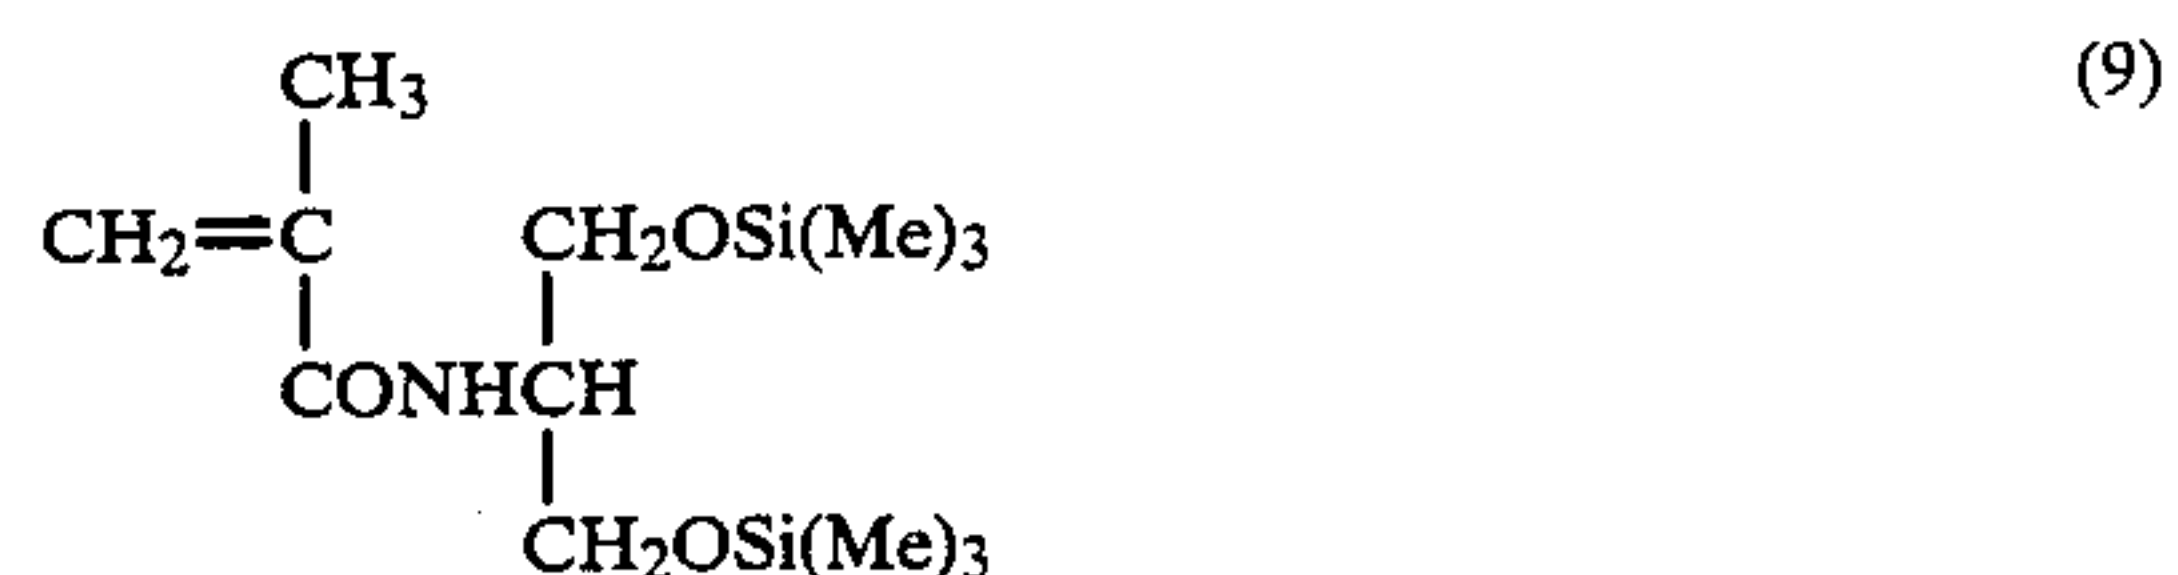 CH3 (9)
CH2=C CH2OSi(Me)3
CONHCH
CH2OSi(Me)3